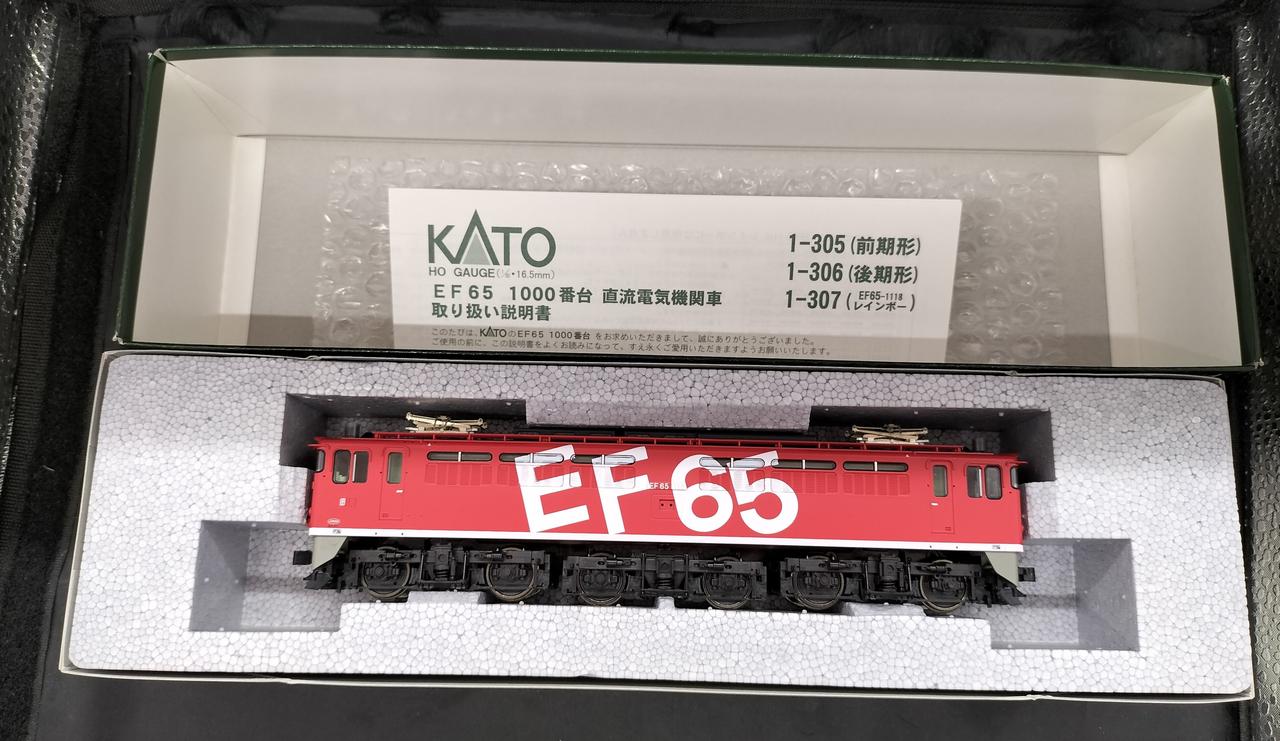 KATO
HO GAUGE(1/80・16.5mm)
EF65 1000番台 直流電気機関車
取り扱い説明書
1-305(前期形)
1-306(後期形)
1-307(EF65-1118 レインボー)
このたびは、KATOのEF65 1000番台 をお求めいただきまして、誠にありがとうございました。
ご使用の前に、この説明書をよくお読みになって、すえ永くご愛用いただきますようお願いいたします。
EF65
EF65